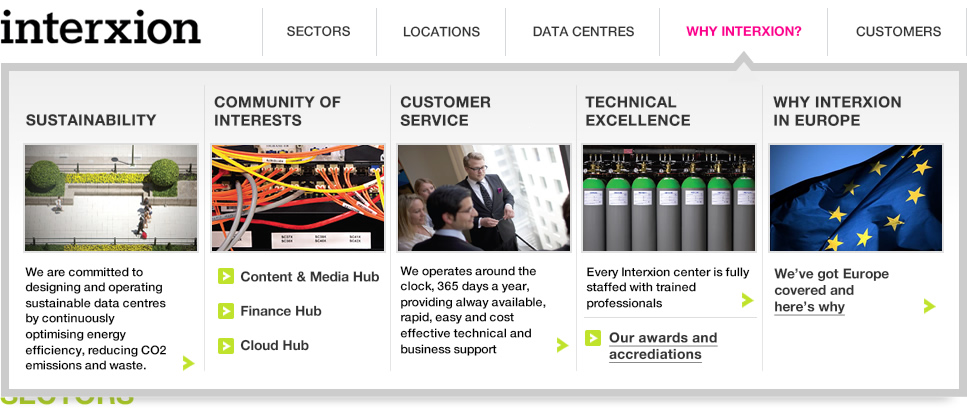 interxion
SECTORS
LOCATIONS
DATA CENTRES
WHY INTERXION?
CUSTOMERS
SUSTAINABILITY
We are committed to
designing and operating
sustainable data centres
by continuously
optimising energy
efficiency, reducing CO2
emissions and waste.
COMMUNITY OF
INTERESTS
Content & Media Hub
Finance Hub
Cloud Hub
CUSTOMER
SERVICE
We operates around the
clock, 365 days a year,
providing alway available,
rapid, easy and cost
effective technical and
business support
TECHNICAL
EXCELLENCE
Every Interxion center is fully
staffed with trained
professionals
Our awards and
accrediations
WHY INTERXION
IN EUROPE
We've got Europe
covered and
here's why
SECTORS